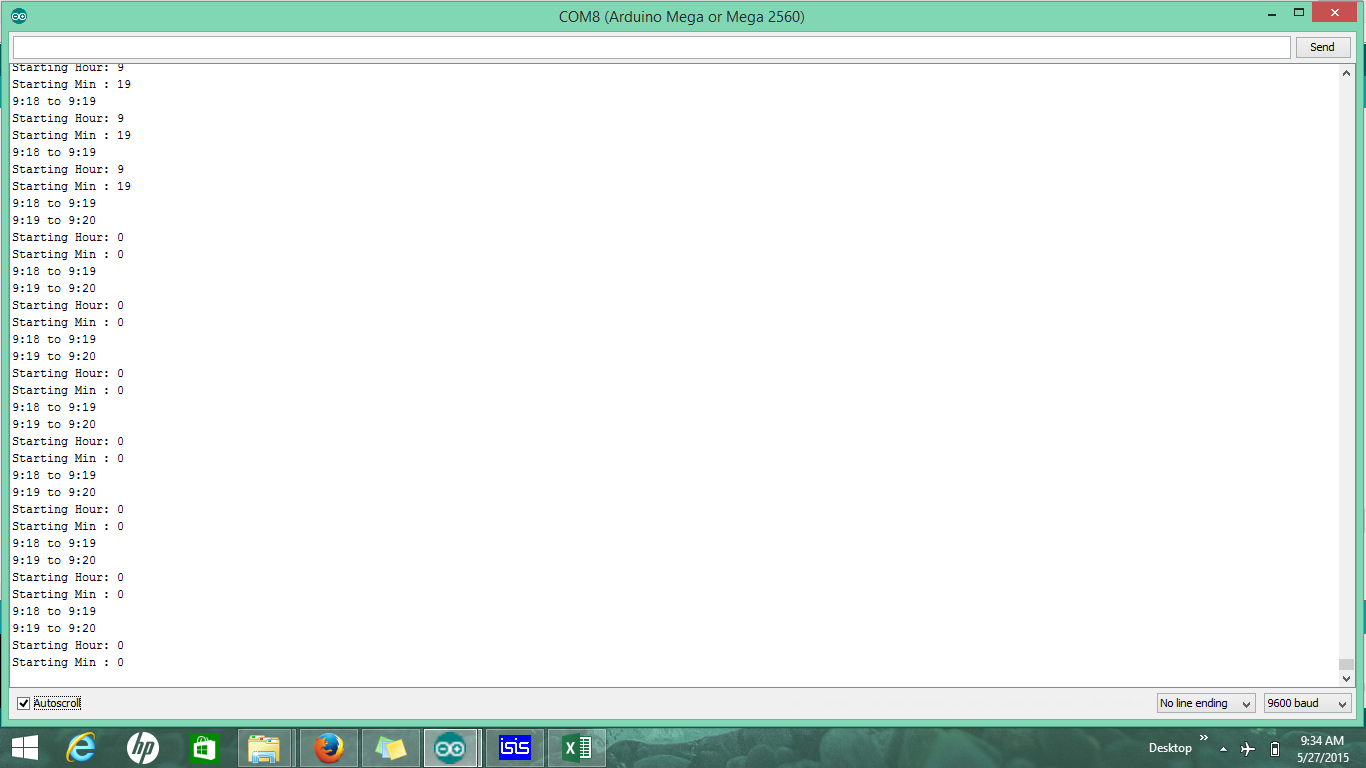 COM8 (Arduino Mega or Mega 2560)
Send
Starting Hour: 9
Starting Min : 19
9:18 to 9:19
Starting Hour: 9
Starting Min : 19
9:18 to 9:19
Starting Hour: 9
Starting Min : 19
9:18 to 9:19
9:19 to 9:20
Starting Hour: 0
Starting Min : 0
9:18 to 9:19
9:19 to 9:20
Starting Hour: 0
Starting Min : 0
9:18 to 9:19
9:19 to 9:20
Starting Hour: 0
Starting Min : 0
9:18 to 9:19
9:19 to 9:20
Starting Hour: 0
Starting Min : 0
9:18 to 9:19
9:19 to 9:20
Starting Hour: 0
Starting Min : 0
9:18 to 9:19
9:19 to 9:20
Starting Hour: 0
Starting Min : 0
9:18 to 9:19
9:19 to 9:20
Starting Hour: 0
Starting Min : 0
Autoscroll
No line ending
9600 baud
hp
isis
Desktop
9:34 AM
5/27/2015